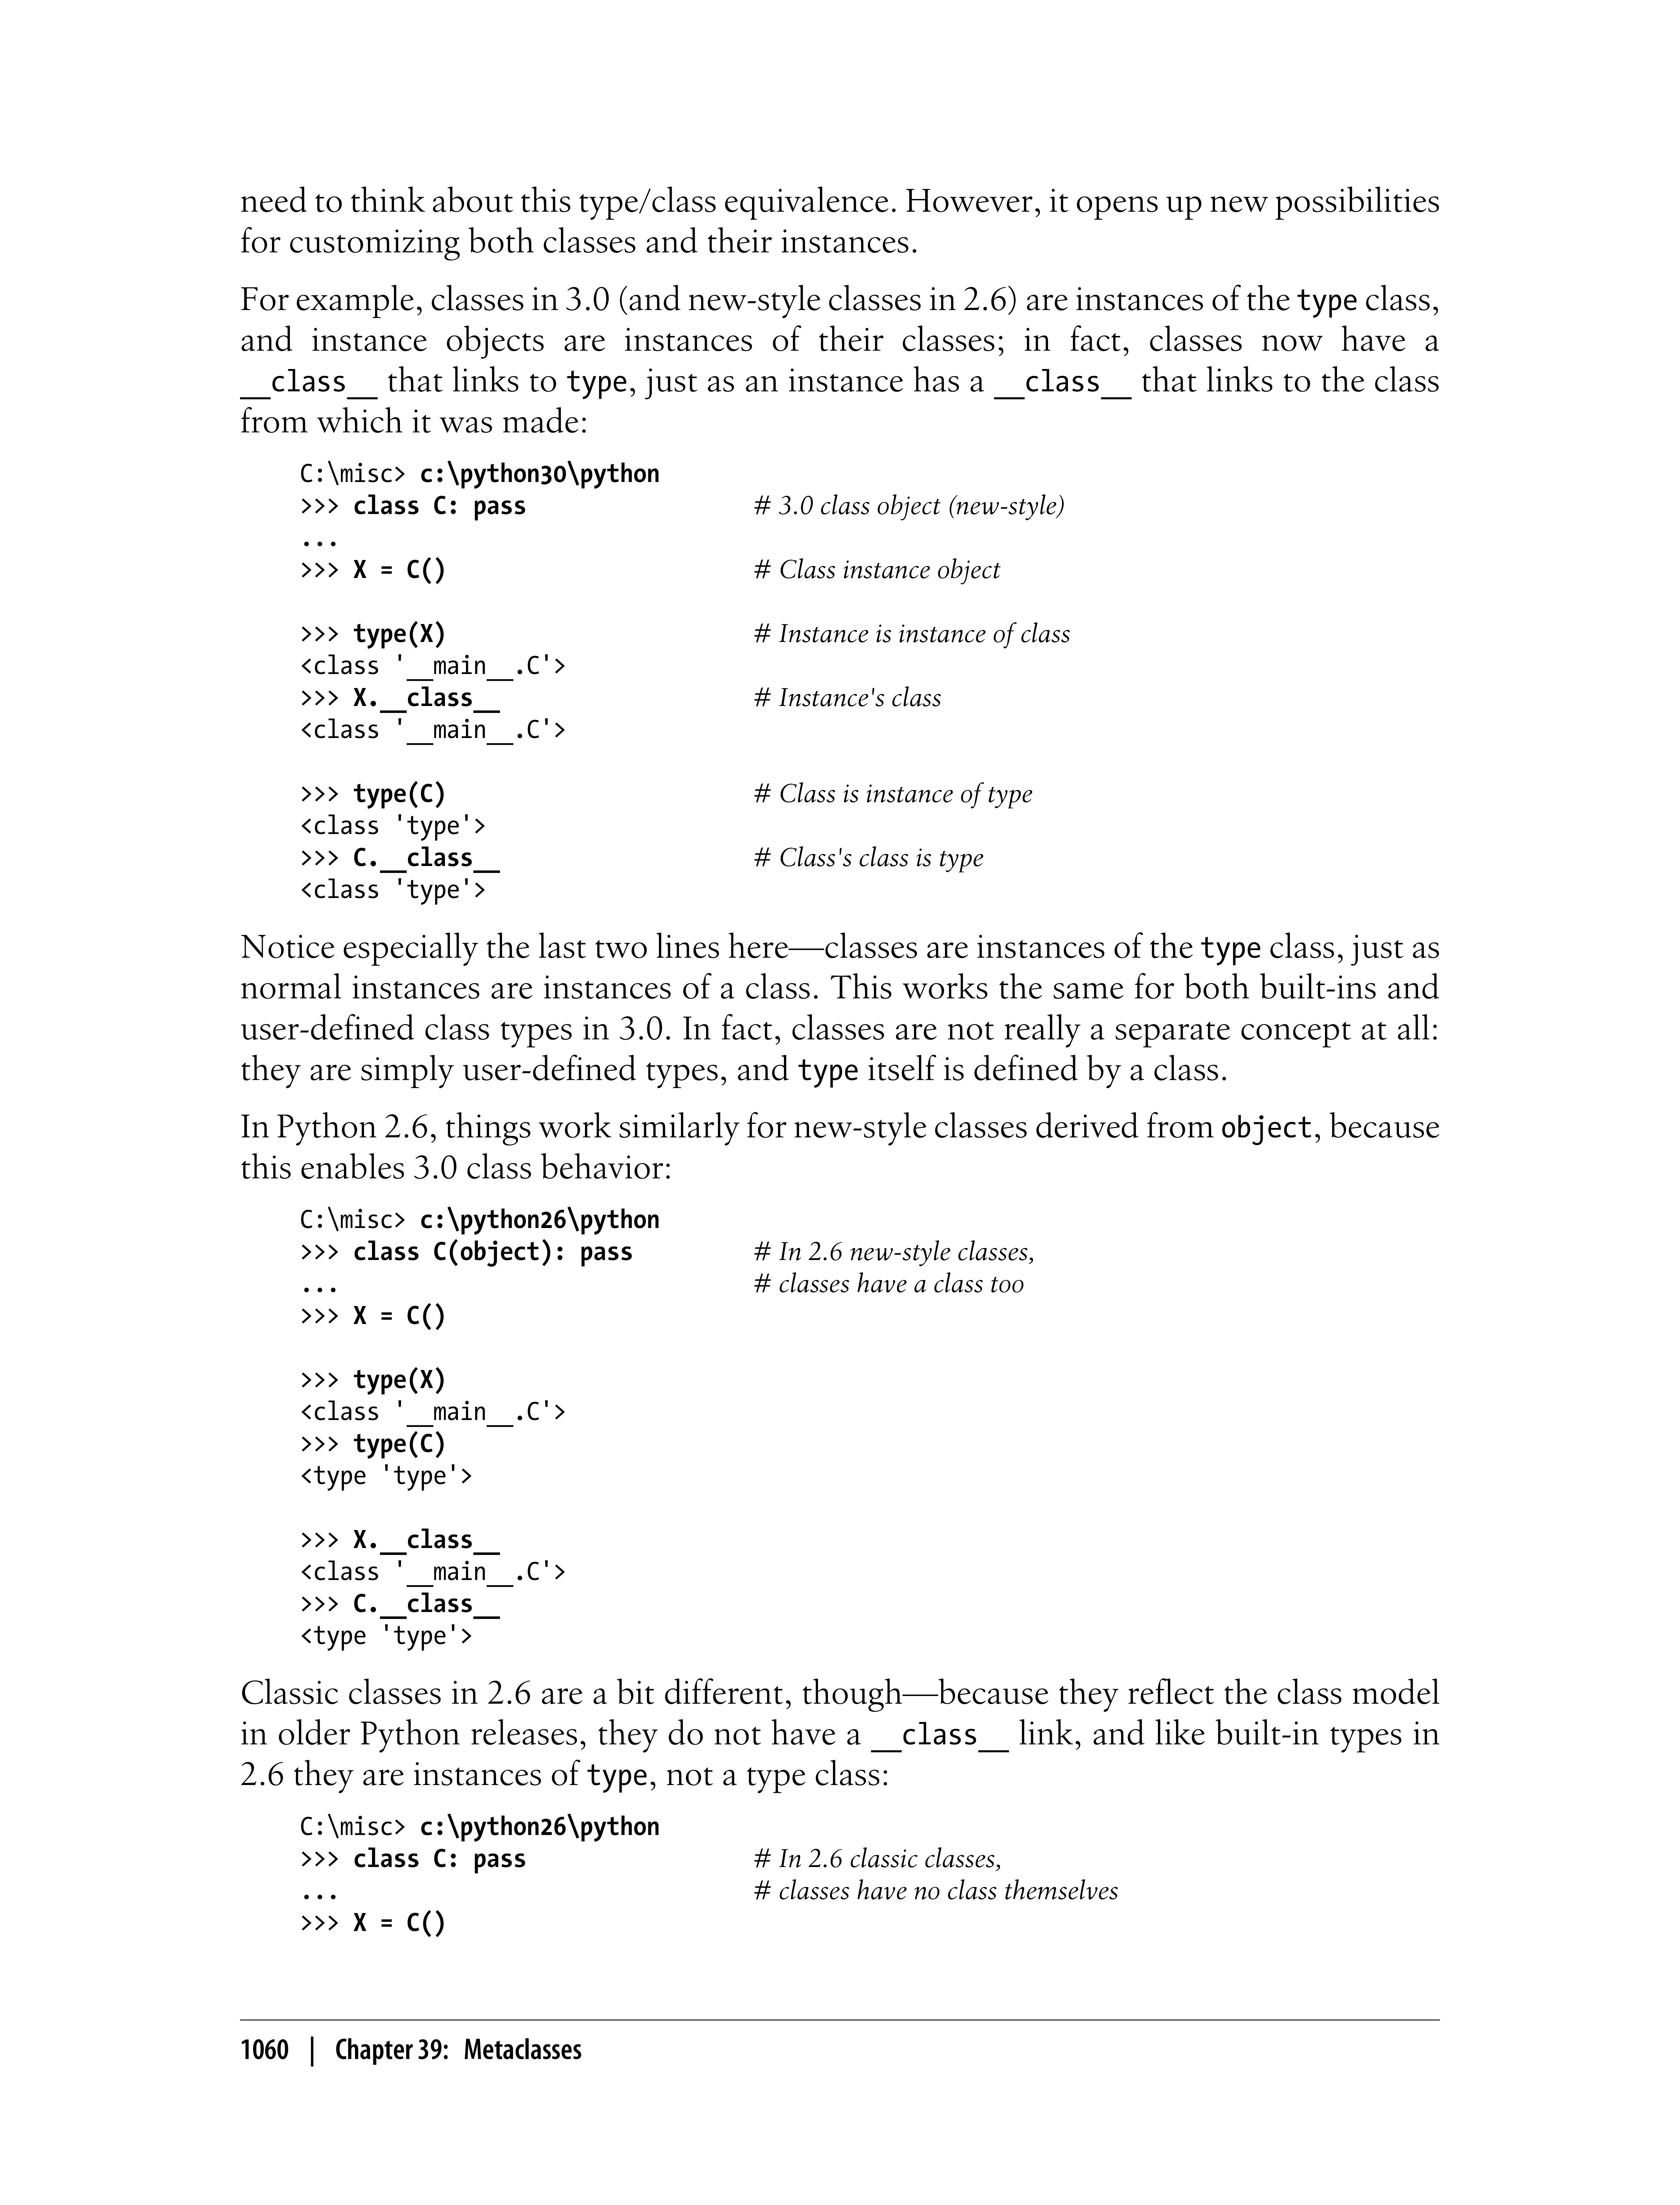 need to think about this type/class equivalence. However, it opens up new possibilities
for customizing both classes and their instances.
For example, classes in 3.0 (and new-style classes in 2.6) are instances of the type class,
and instance objects are instances of their classes; in fact, classes now have a
__class__ that links to type, just as an instance has a __class__ that links to the class
from which it was made:
C:\misc> c:\python30\python
>>> class C: pass # 3.0 class object (new-style)
...
>>> X = C() # Class instance object
>>> type(X) # Instance is instance of class
<class '__main__.C'>
>>> X.__class__ # Instance's class
<class '__main__.C'>
>>> type(C) # Class is instance of type
<class 'type'>
>>> C.__class__ # Class's class is type
<class 'type'>
Notice especially the last two lines here—classes are instances of the type class, just as
normal instances are instances of a class. This works the same for both built-ins and
user-defined class types in 3.0. In fact, classes are not really a separate concept at all:
they are simply user-defined types, and type itself is defined by a class.
In Python 2.6, things work similarly for new-style classes derived from object, because
this enables 3.0 class behavior:
C:\misc> c:\python26\python
>>> class C(object): pass # In 2.6 new-style classes,
... # classes have a class too
>>> X = C()
>>> type(X)
<class '__main__.C'>
>>> type(C)
<type 'type'>
>>> X.__class__
<class '__main__.C'>
>>> C.__class__
<type 'type'>
Classic classes in 2.6 are a bit different, though—because they reflect the class model
in older Python releases, they do not have a __class__ link, and like built-in types in
2.6 they are instances of type, not a type class:
C:\misc> c:\python26\python
>>> class C: pass # In 2.6 classic classes,
... # classes have no class themselves
>>> X = C()
1060 | Chapter 39: Metaclasses